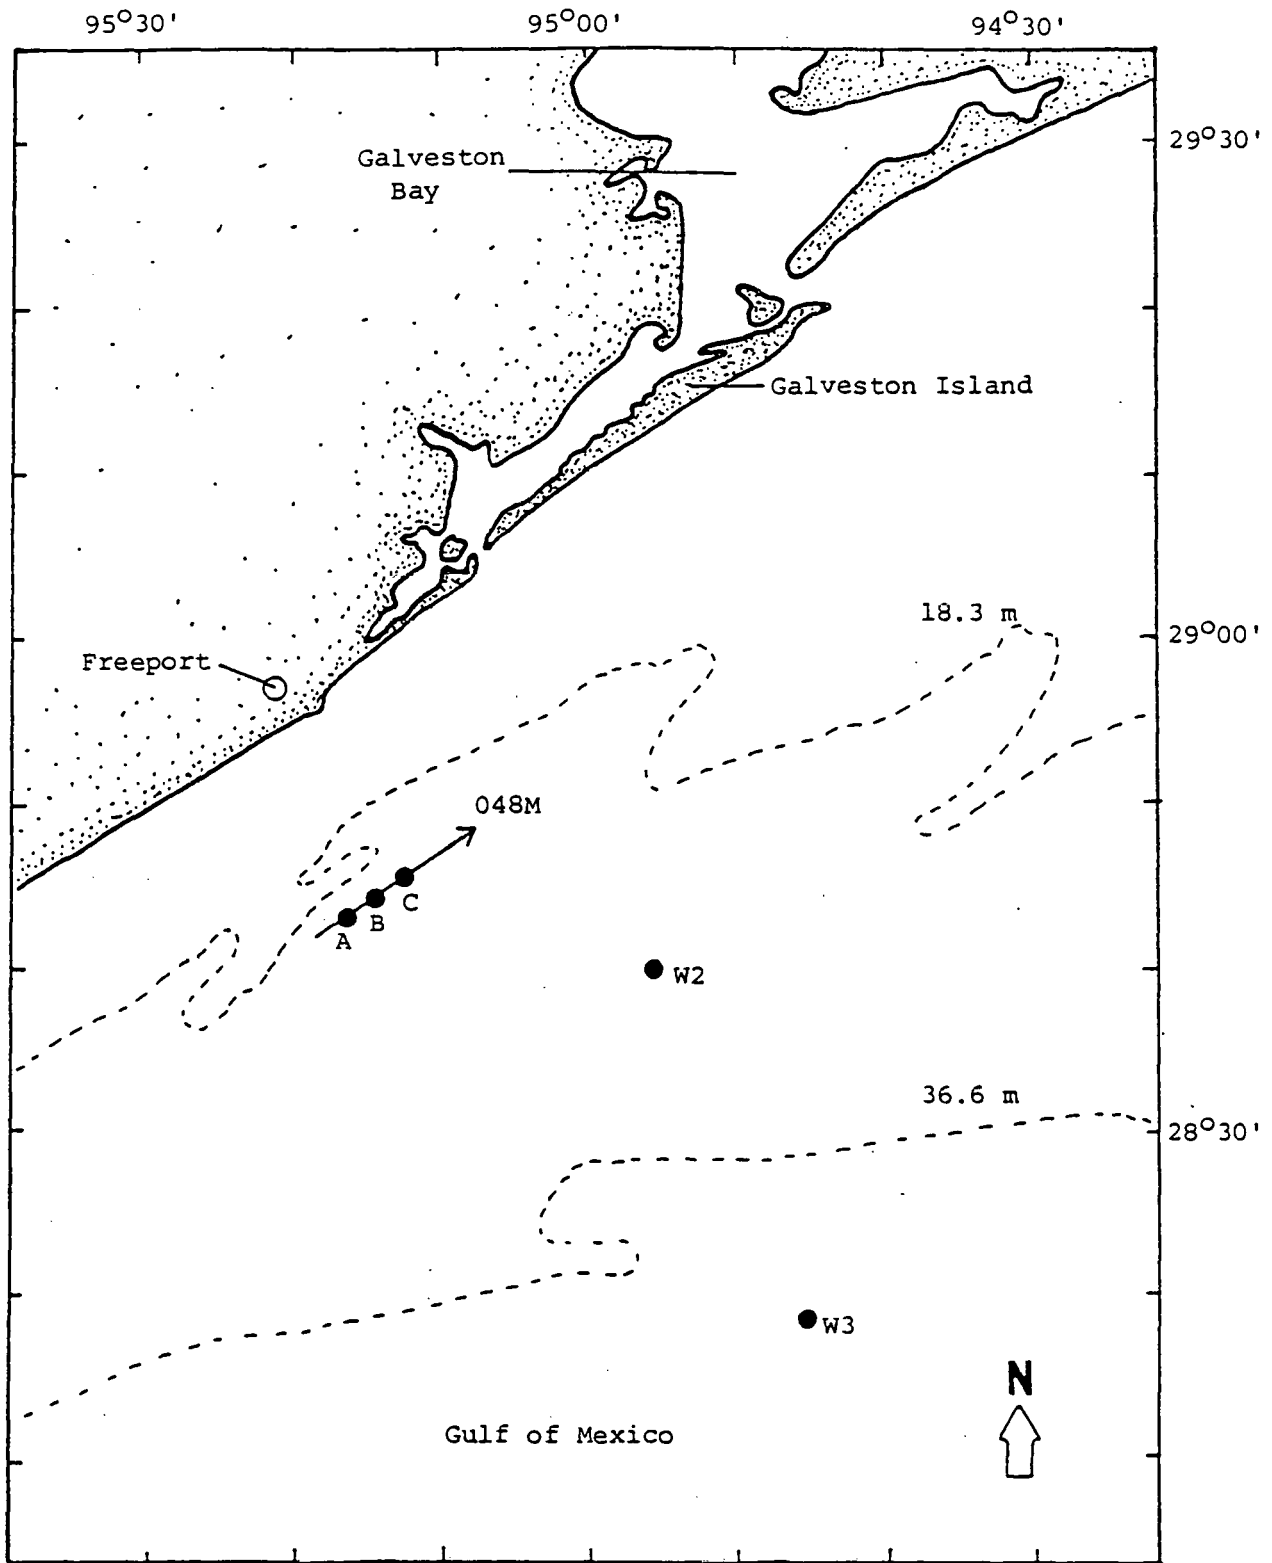 95°30'
95°00'
94°30'
29°30'
Galveston
Bay
Galveston Island
18.3 m
29°00'
Freeport
048M
C
B
A
W2
36.6 m
28°30'
W3
N
Gulf of Mexico